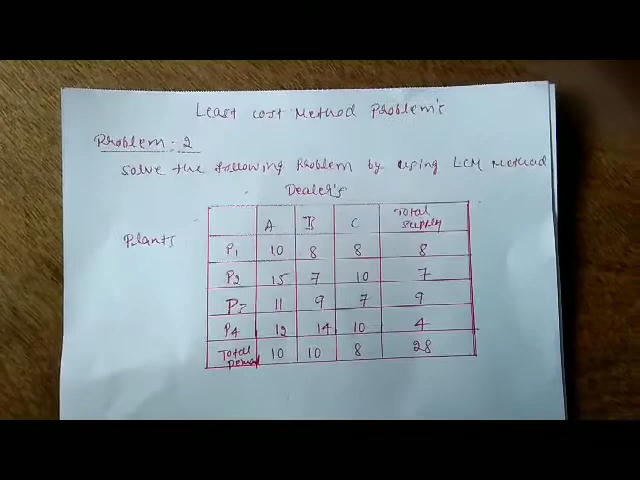 Least cost Method Problem's
Problem - 2
solve the following Problem by using LCM Method
Dealer's
Plants
A B C Total supply
P1 10 8 8 8
P2 15 7 10 7
P3 11 9 7 9
P4 12 14 10 4
Total 10 10 8 28